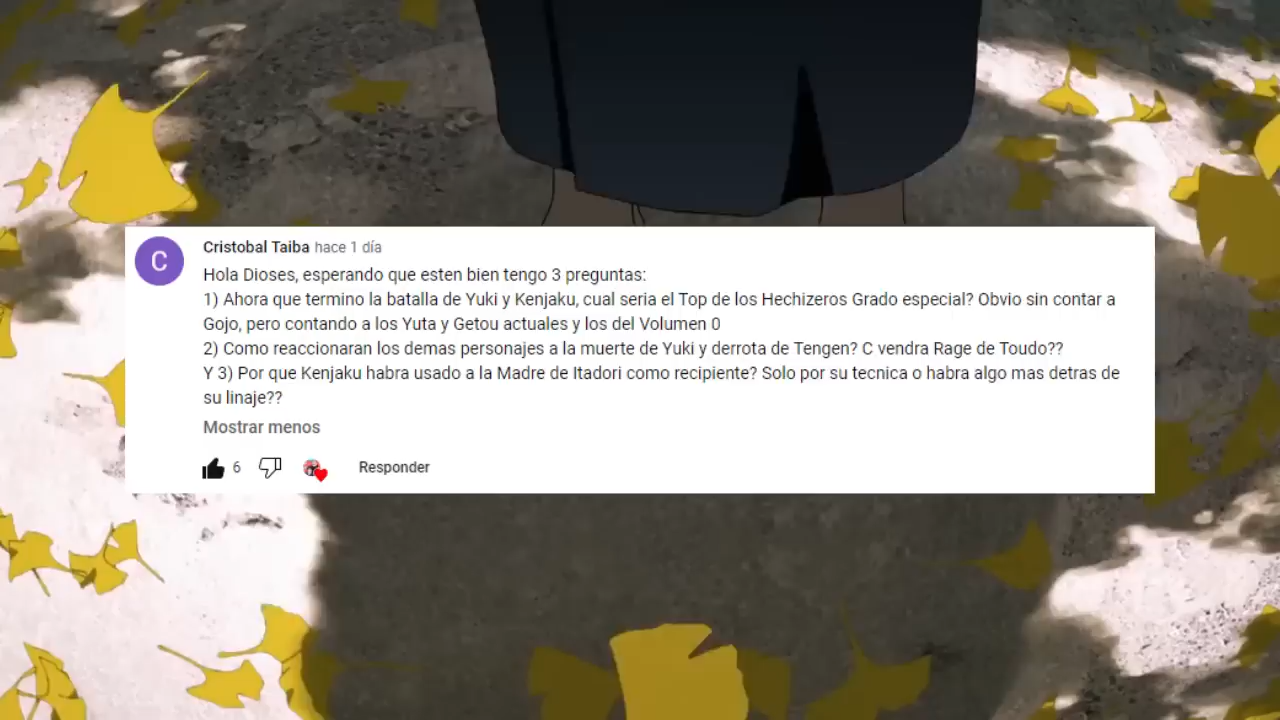 C
Cristobal Taiba hace 1 día
Hola Dioses, esperando que esten bien tengo 3 preguntas:
1) Ahora que termino la batalla de Yuki y Kenjaku, cual seria el Top de los Hechizeros Grado especial? Obvio sin contar a
Gojo, pero contando a los Yuta y Getou actuales y los del Volumen 0
2) Como reaccionaran los demas personajes a la muerte de Yuki y derrota de Tengen? C vendra Rage de Toudo??
Y 3) Por que Kenjaku habra usado a la Madre de Itadori como recipiente? Solo por su tecnica o habra algo mas detras de
su linaje??
Mostrar menos
6 Responder